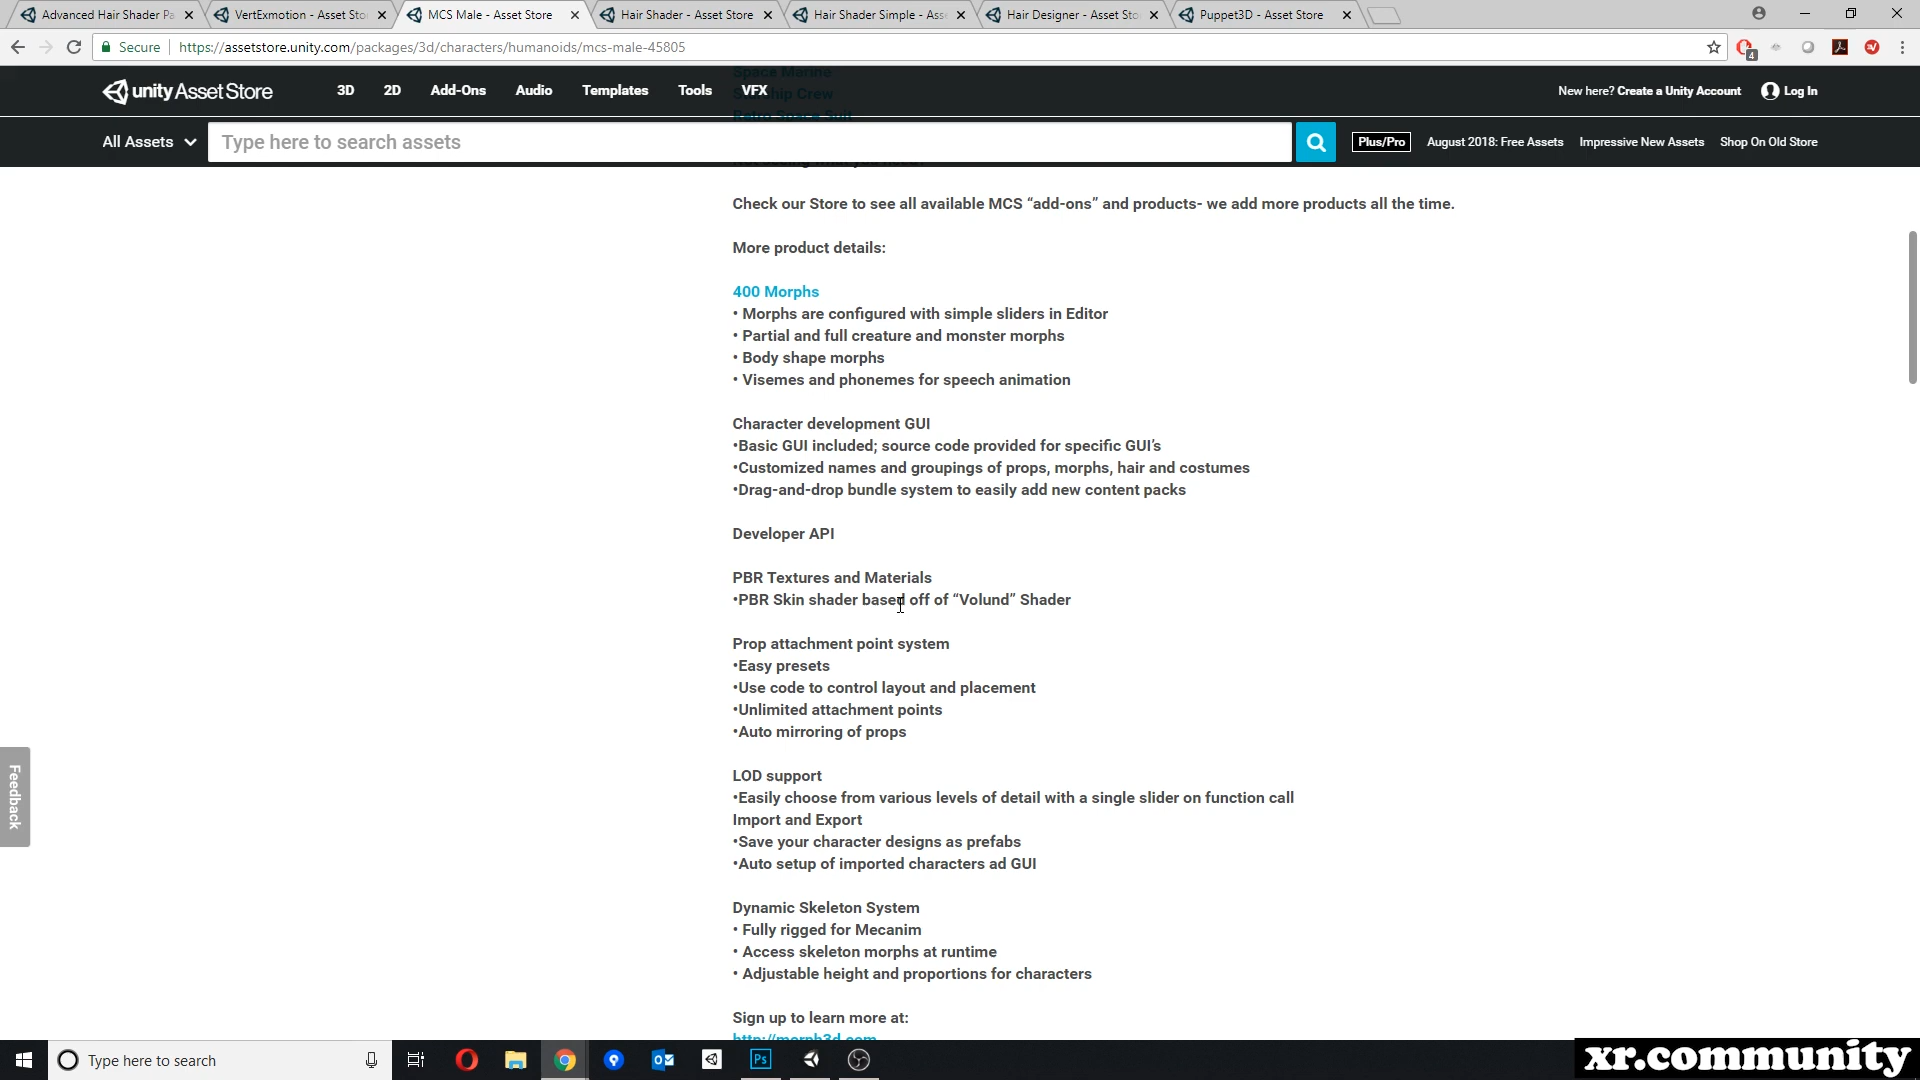 Advanced Hair Shader Pa
VertExmotion - Asset Sto
MCS Male - Asset Store
Hair Shader - Asset Store
Hair Shader Simple - Ass
Hair Designer - Asset Sto
Puppet3D - Asset Store
Secure
https://assetstore.unity.com/packages/3d/characters/humanoids/mcs-male-45805
4
Space Marine
Starship Crew
Retro Space Suit
unity Asset Store
3D
2D
Add-Ons
Audio
Templates
Tools
VFX
New here? Create a Unity Account
Log In
All Assets
Type here to search assets
Plus/Pro
August 2018: Free Assets
Impressive New Assets
Shop On Old Store
Check our Store to see all available MCS “add-ons” and products- we add more products all the time.
More product details:
400 Morphs
• Morphs are configured with simple sliders in Editor
• Partial and full creature and monster morphs
• Body shape morphs
• Visemes and phonemes for speech animation
Character development GUI
•Basic GUI included; source code provided for specific GUI’s
•Customized names and groupings of props, morphs, hair and costumes
•Drag-and-drop bundle system to easily add new content packs
Developer API
PBR Textures and Materials
•PBR Skin shader based off of “Volund” Shader
Prop attachment point system
•Easy presets
•Use code to control layout and placement
•Unlimited attachment points
•Auto mirroring of props
LOD support
•Easily choose from various levels of detail with a single slider on function call
Import and Export
•Save your character designs as prefabs
•Auto setup of imported characters ad GUI
Dynamic Skeleton System
• Fully rigged for Mecanim
• Access skeleton morphs at runtime
• Adjustable height and proportions for characters
Sign up to learn more at:
http://morph3d.com
Feedback
Type here to search
Ps
xr.community